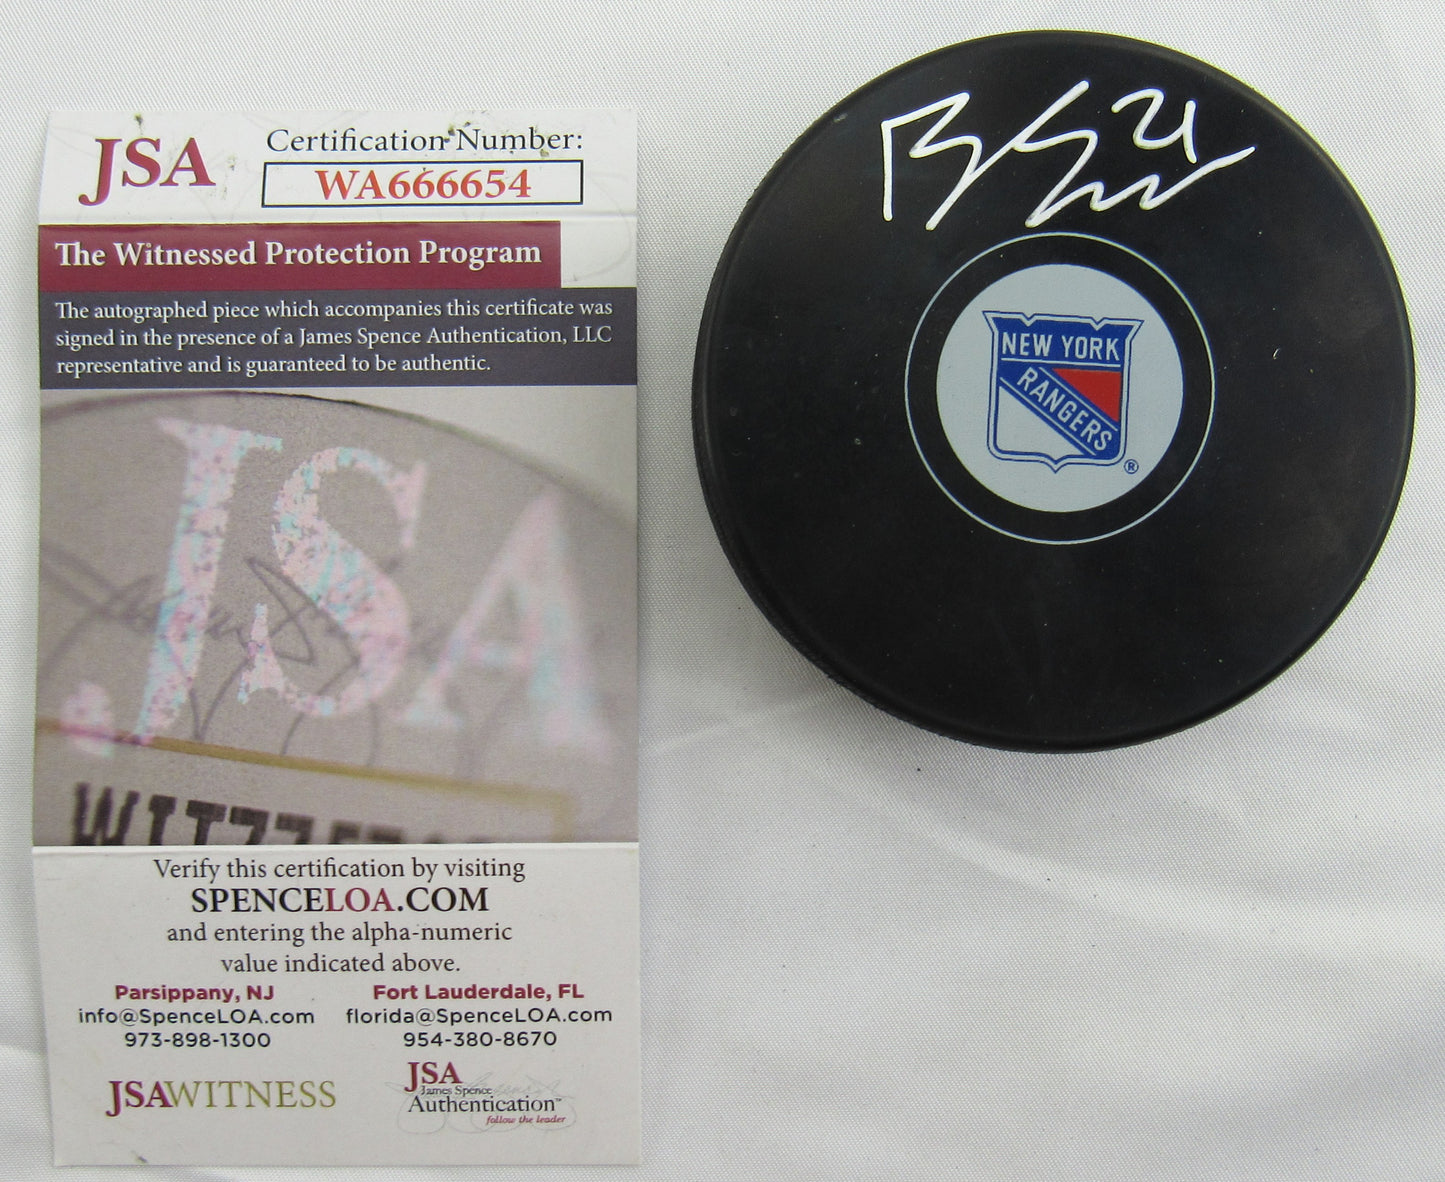 JSA
Certification Number:
WA666654
The Witnessed Protection Program
The autographed piece which accompanies this certificate was
signed in the presence of a James Spence Authentication, LLC
representative and is guaranteed to be authentic.
JSA
Verify this certification by visiting
SPENCELOA.COM
and entering the alpha-numeric
value indicated above.
Parsippany, NJ
info@SpenceLOA.com
973-898-1300
Fort Lauderdale, FL
florida@SpenceLOA.com
954-380-8670
JSAWITNESS
JSA
James Spence
Authentication™
follow the leader
21
NEW YORK
RANGERS
®